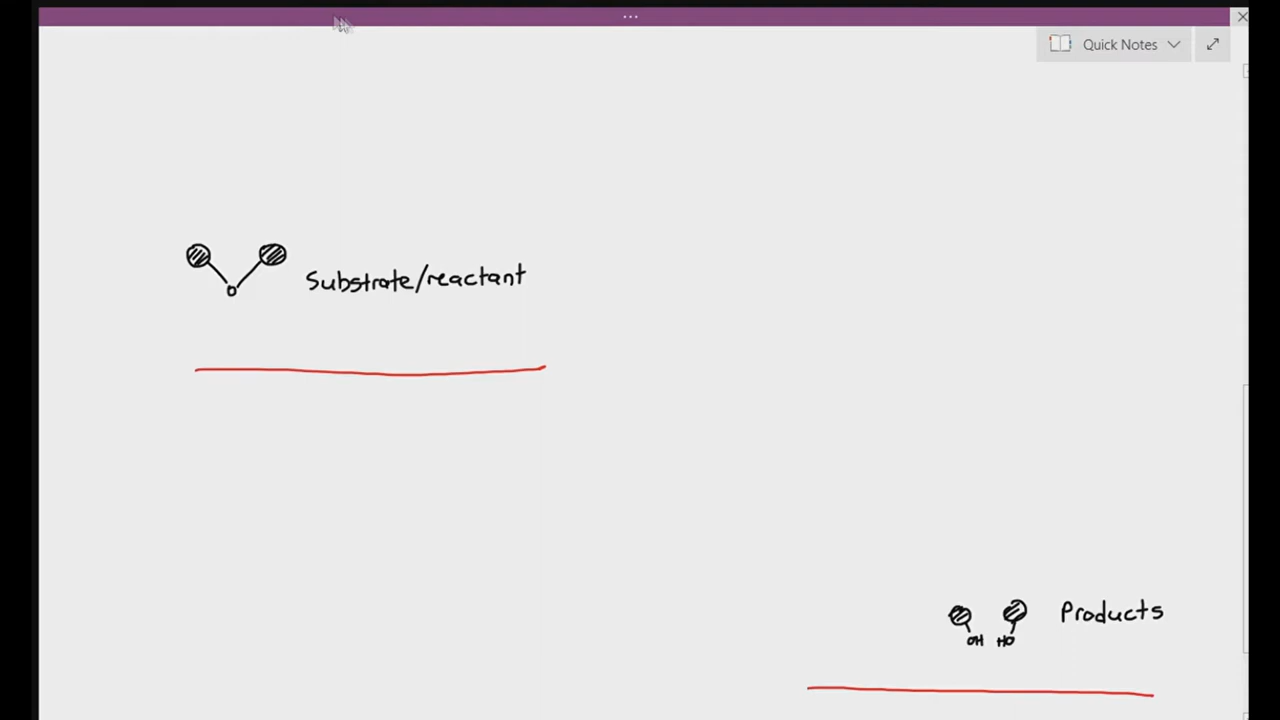 Quick Notes
Substrate/reactant
O
Products
OH HO